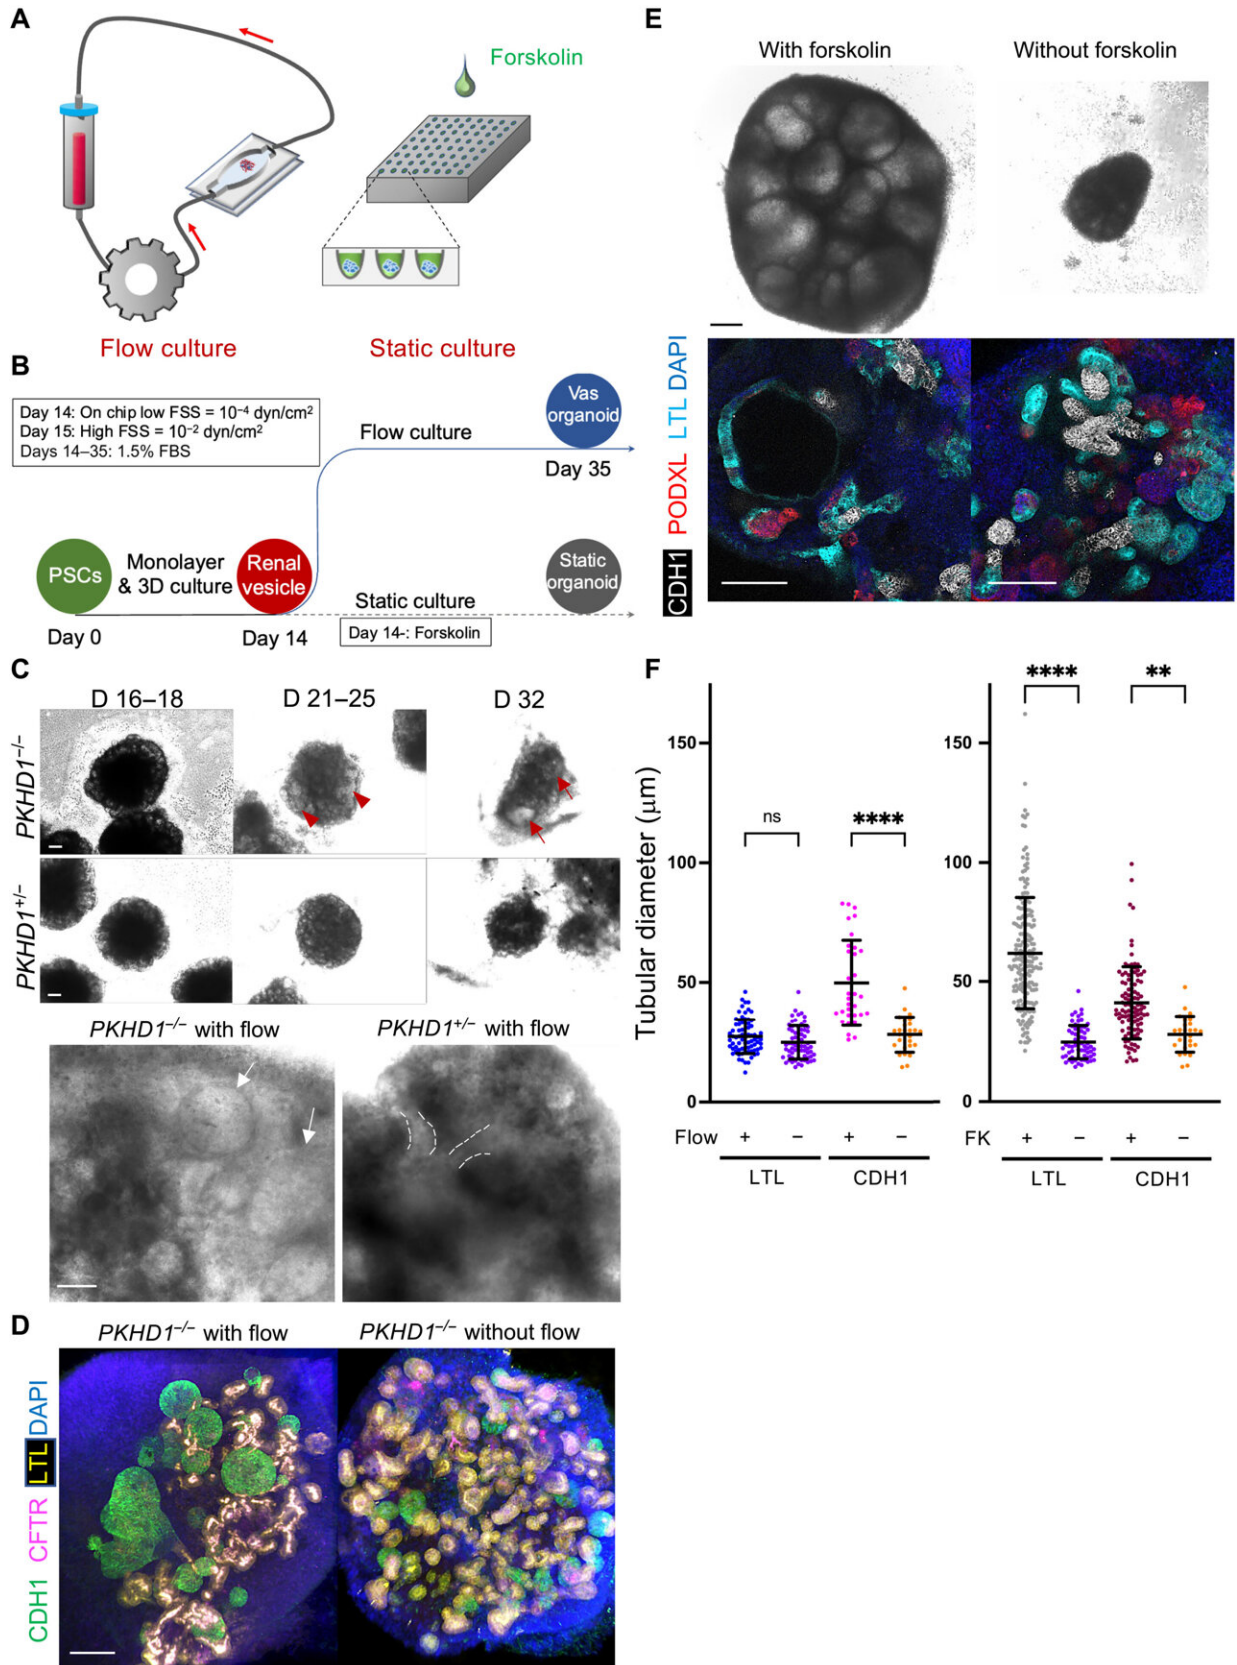 A
Forskolin
Flow culture
Static culture
B
Day 14: On chip low FSS = 10⁻⁴ dyn/cm²
Day 15: High FSS = 10⁻² dyn/cm²
Days 14–35: 1.5% FBS
Flow culture
Vas
organoid
Day 35
PSCs
Monolayer
& 3D culture
Renal
vesicle
Static
organoid
Static culture
Day 0
Day 14
Day 14-: Forskolin
C
D 16–18
D 21–25
D 32
PKHD1⁻/⁻
PKHD1⁺/⁻
PKHD1⁻/⁻ with flow
PKHD1⁺/⁻ with flow
D
PKHD1⁻/⁻ with flow
PKHD1⁻/⁻ without flow
CDH1 CFTR LTL DAPI
E
With forskolin
Without forskolin
CDH1 PODXL LTL DAPI
F
Tubular diameter (μm)
150
100
50
0
ns
****
Flow + − + −
LTL CDH1
150
100
50
0
****
**
FK + − + −
LTL CDH1